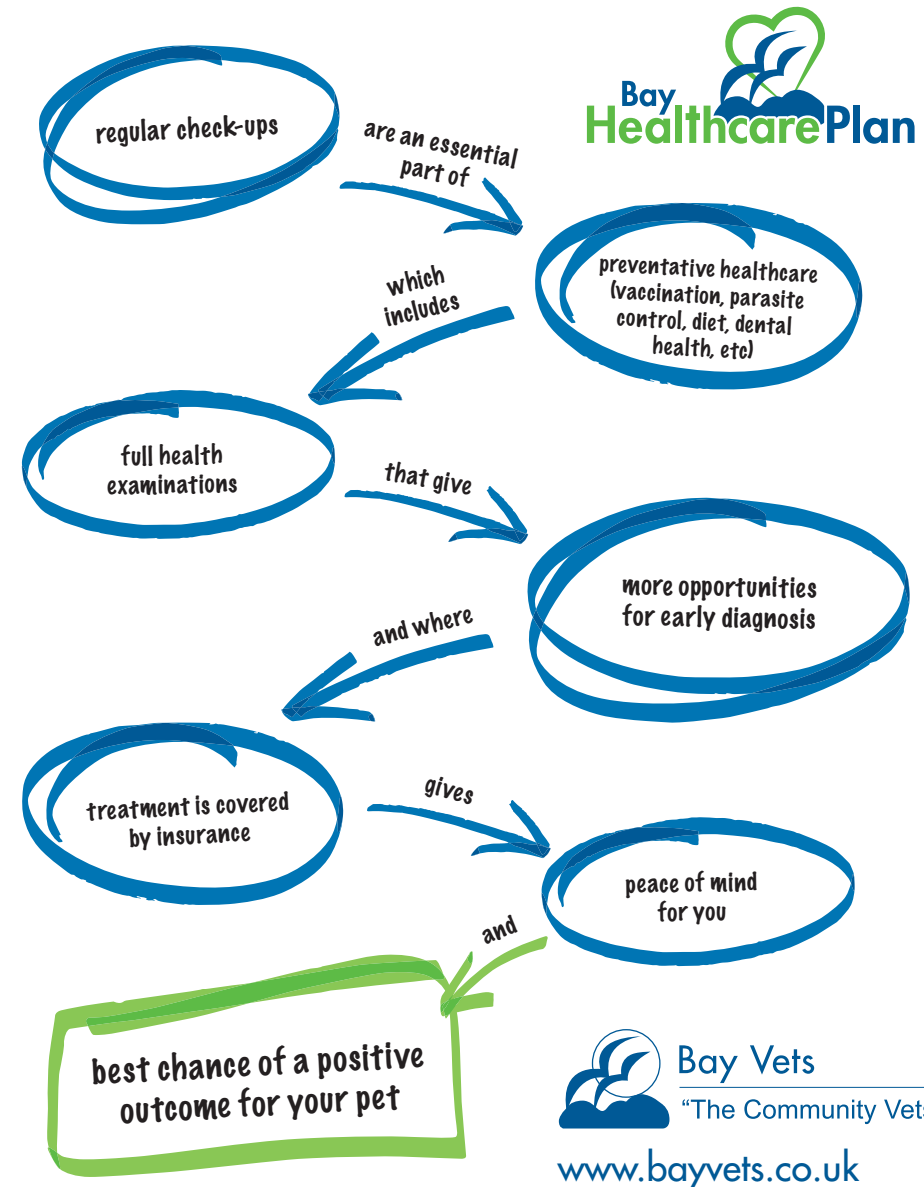 Bay
HealthcarePlan
regular check-ups
are an essential
part of
preventative healthcare
(vaccination, parasite
control, diet, dental
health, etc)
which
includes
full health
examinations
that give
more opportunities
for early diagnosis
and where
treatment is covered
by insurance
gives
peace of mind
for you
and
best chance of a positive
outcome for your pet
Bay Vets
“The Community Vets
www.bayvets.co.uk